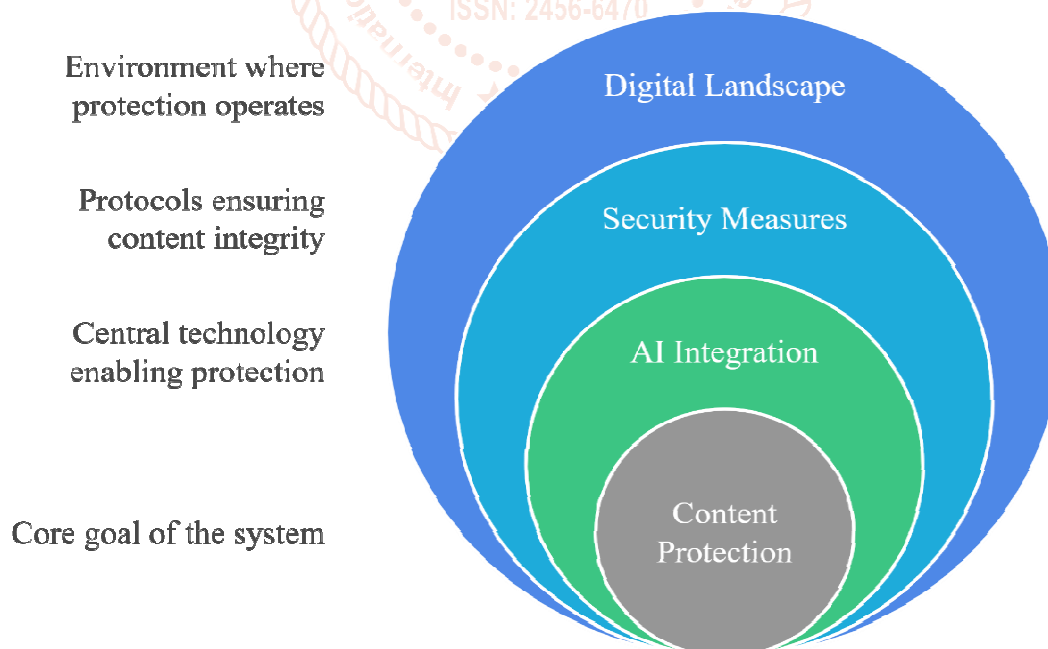 ISSN: 2456-6470
Internation
Environment where
protection operates
Digital Landscape
Protocols ensuring
content integrity
Security Measures
Central technology
enabling protection
AI Integration
Core goal of the system
Content
Protection